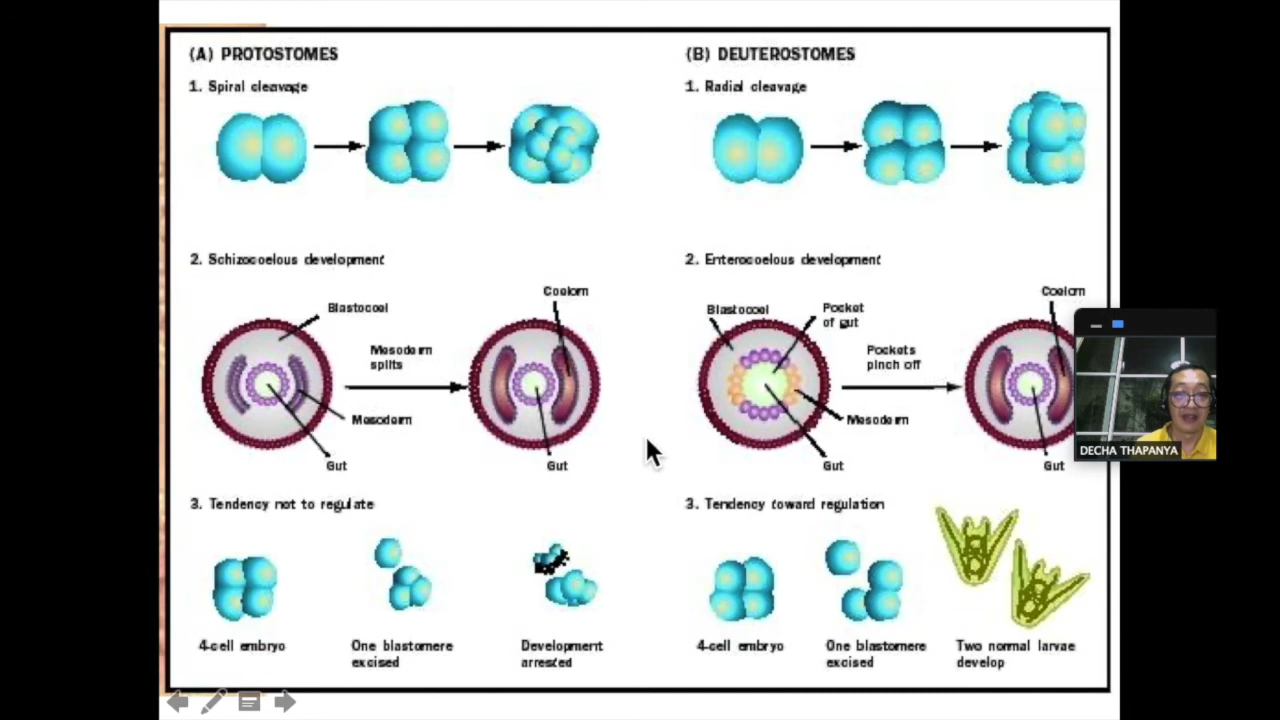 (A) PROTOSTOMES
1. Spiral cleavage
2. Schizocoelous development
Blastocoel
Mesoderm
splits
Mesoderm
Gut
Coelom
Gut
3. Tendency not to regulate
4-cell embryo
One blastomere
excised
Development
arrested
(B) DEUTEROSTOMES
1. Radial cleavage
2. Enterocoelous development
Blastocoel
Pocket
of gut
Pockets
pinch off
Mesoderm
Gut
Coelom
Gut
3. Tendency toward regulation
4-cell embryo
One blastomere
excised
Two normal larvae
develop
DECHA THAPANYA